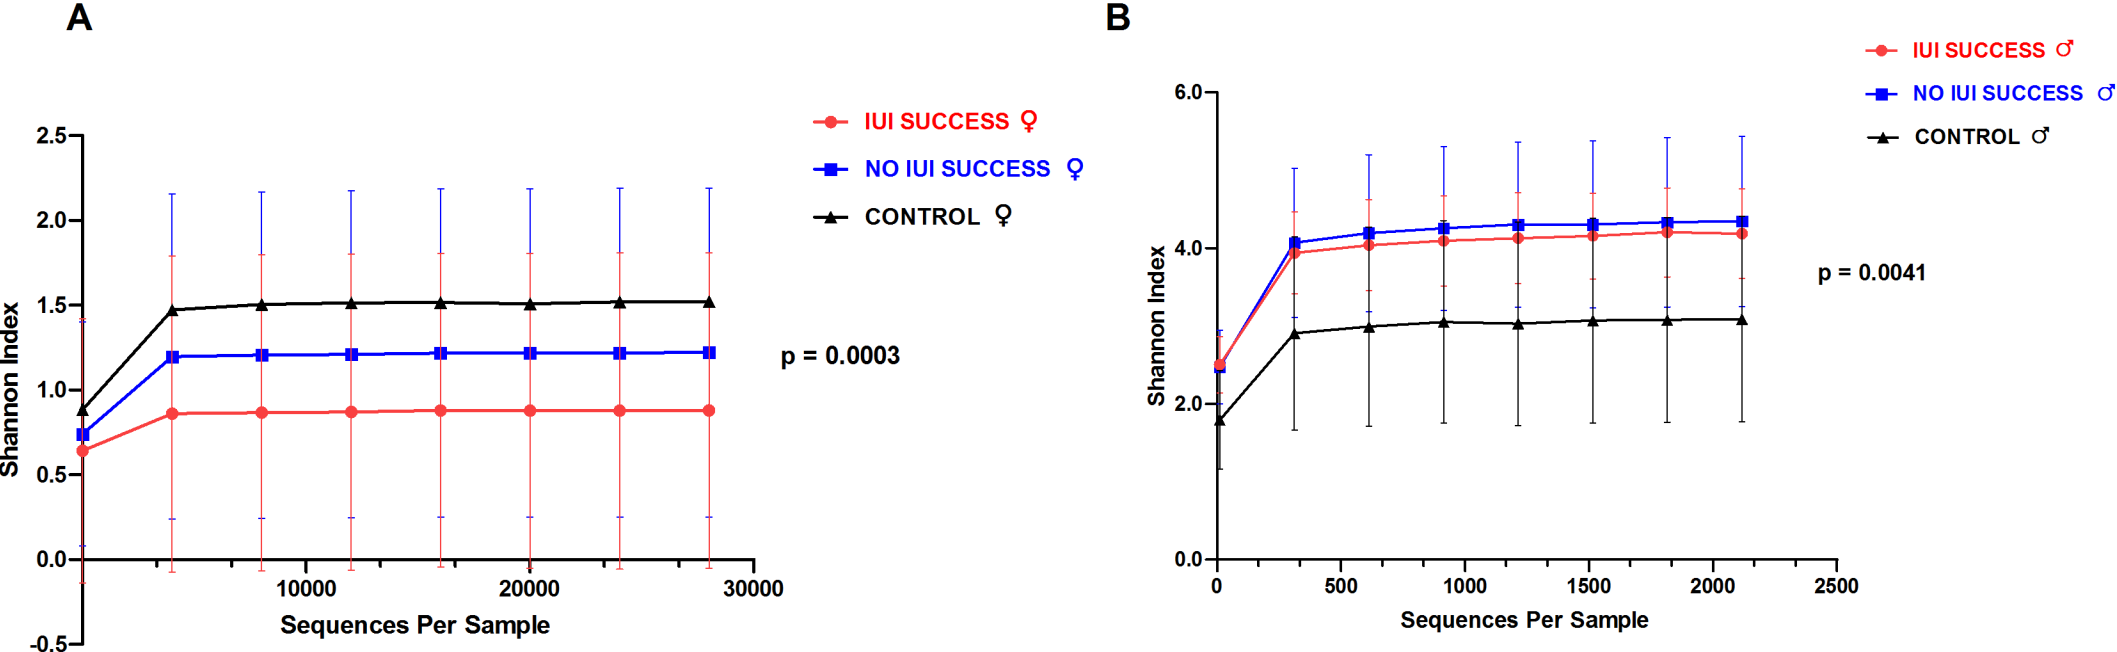 A
2.5
2.0
1.5
1.0
0.5
0.0
-0.5
Shannon Index
10000
20000
30000
Sequences Per Sample
IUI SUCCESS ♀
NO IUI SUCCESS ♀
CONTROL ♀
p = 0.0003
B
6.0
4.0
2.0
0.0
Shannon Index
0
500
1000
1500
2000
2500
Sequences Per Sample
IUI SUCCESS ♂
NO IUI SUCCESS ♂
CONTROL ♂
p = 0.0041